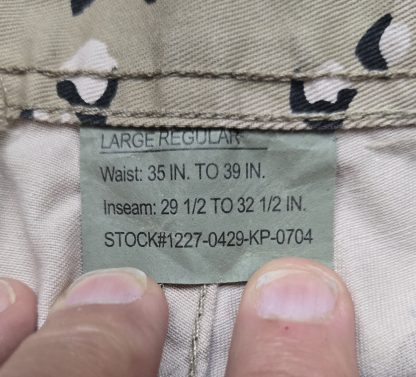 LARGE REGULAR
Waist: 35 IN. TO 39 IN.
Inseam: 29 1/2 TO 32 1/2 IN.
STOCK#1227-0429-KP-0704